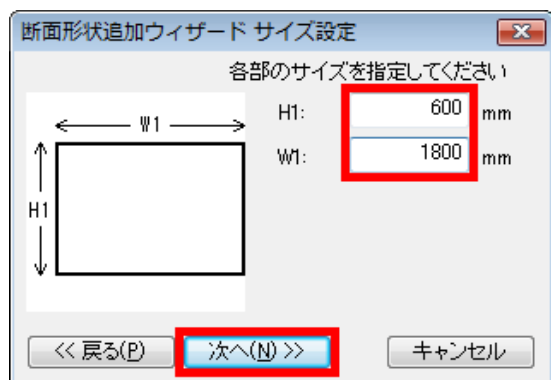 断面形状追加ウィザード サイズ設定
各部のサイズを指定してください
W1
H1
H1: 600 mm
W1: 1800 mm
<< 戻る(P) 次へ(N) >> キャンセル